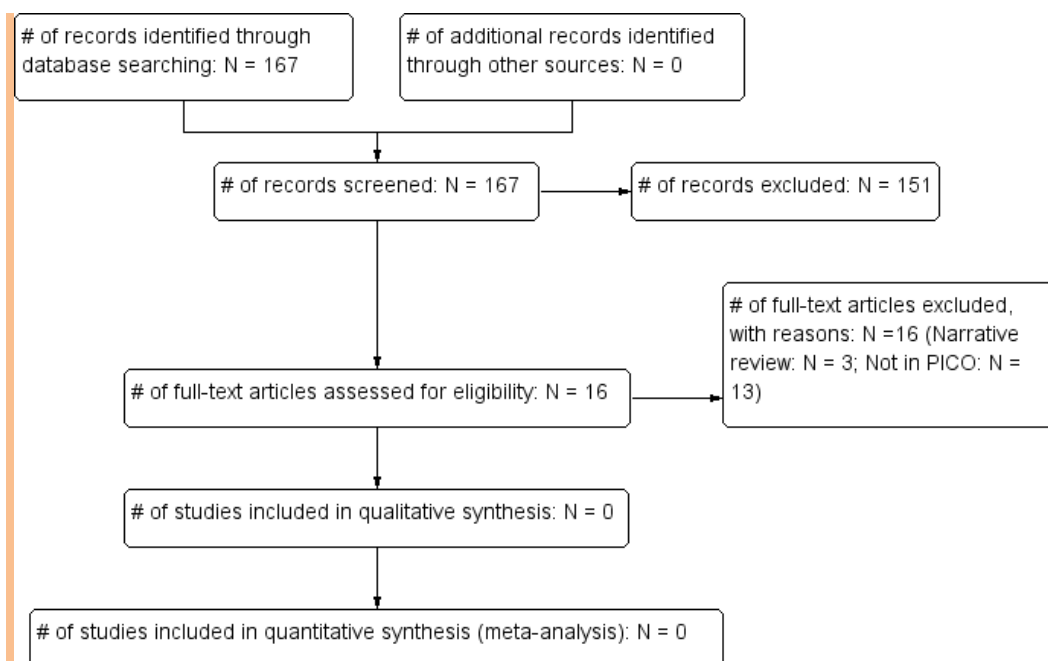 # of records identified through
database searching: N = 167
# of additional records identified
through other sources: N = 0
# of records screened: N = 167
# of records excluded: N = 151
# of full-text articles excluded,
with reasons: N =16 (Narrative
review: N = 3; Not in PICO: N =
13)
# of full-text articles assessed for eligibility: N = 16
# of studies included in qualitative synthesis: N = 0
# of studies included in quantitative synthesis (meta-analysis): N = 0